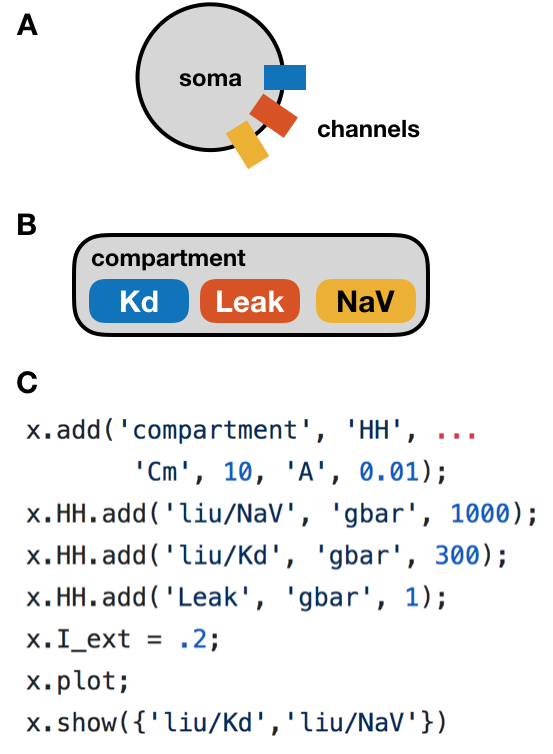 A
soma
channels
B
compartment
Kd Leak NaV
C
x.add('compartment', 'HH', ...
'Cm', 10, 'A', 0.01);
x.HH.add('liu/NaV', 'gbar', 1000);
x.HH.add('liu/Kd', 'gbar', 300);
x.HH.add('Leak', 'gbar', 1);
x.I_ext = .2;
x.plot;
x.show({'liu/Kd','liu/NaV'})